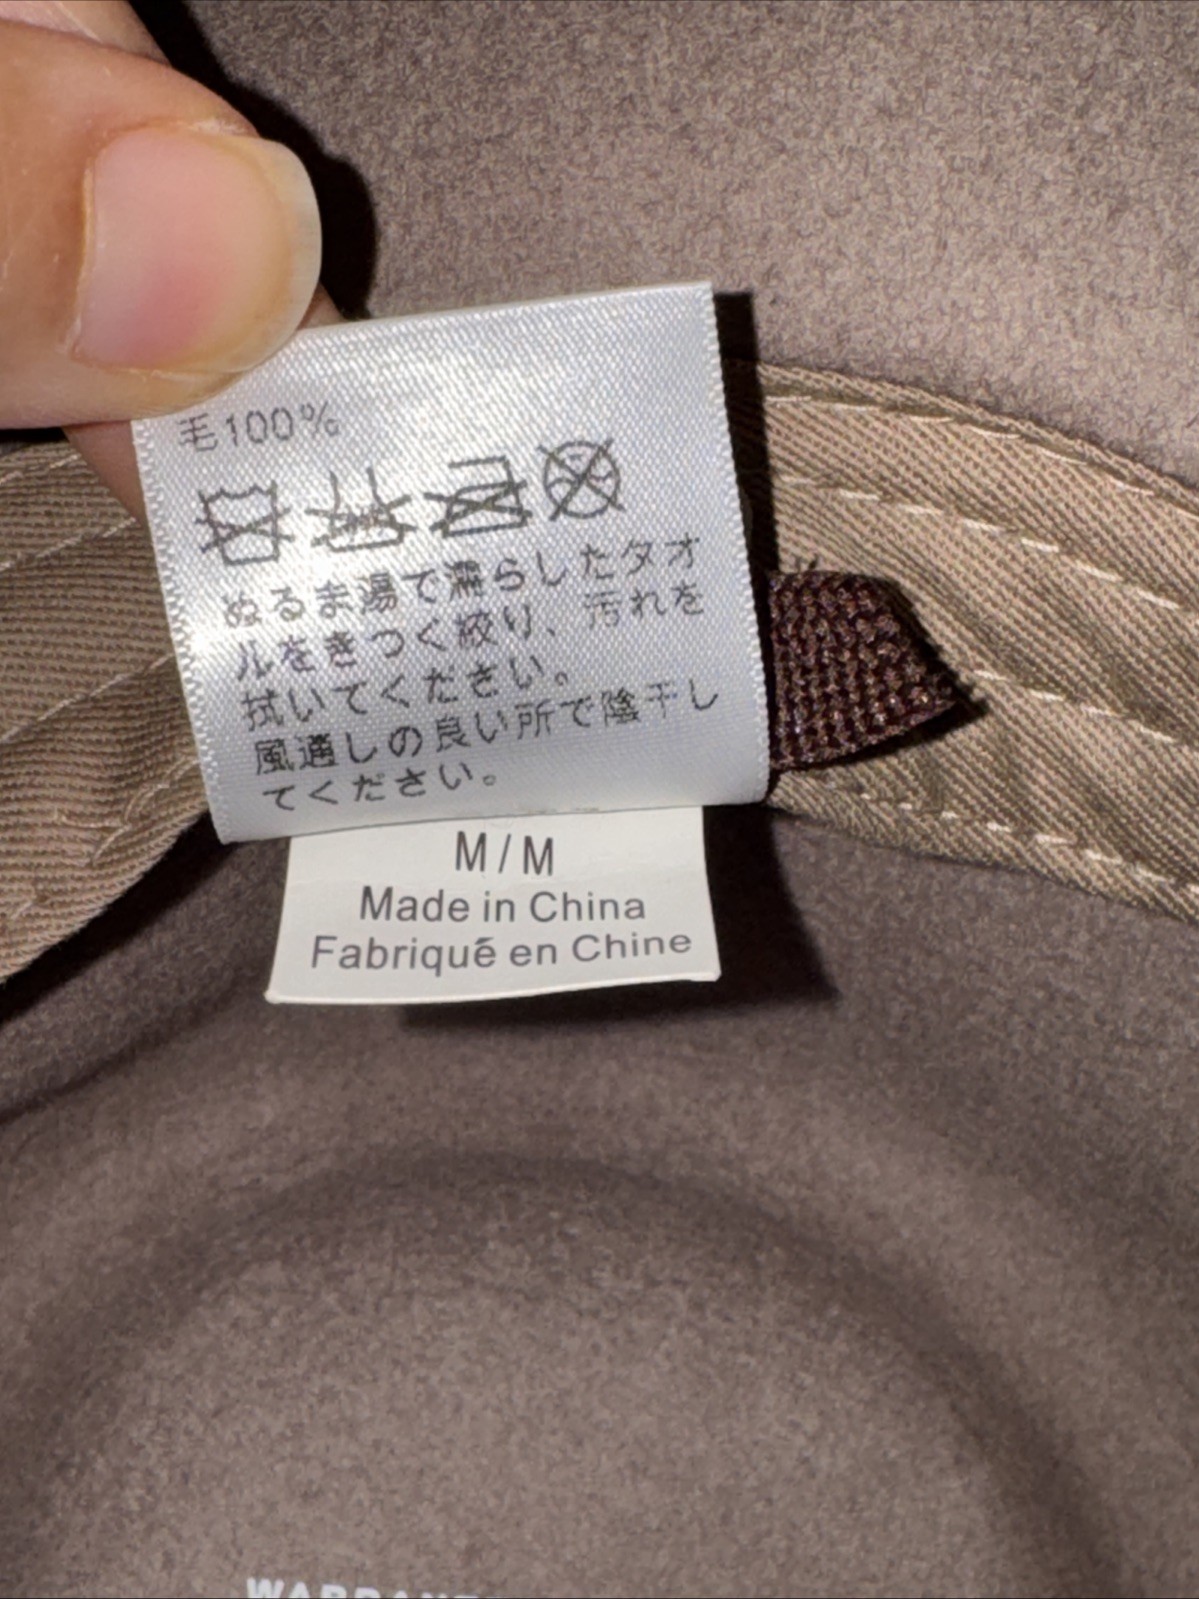 毛100%
ぬるま湯で濡らしたタオ
ルをきつく絞り、汚れを
拭いてください。
風通しの良い所で陰干し
てください。
M/M
Made in China
Fabriqué en Chine